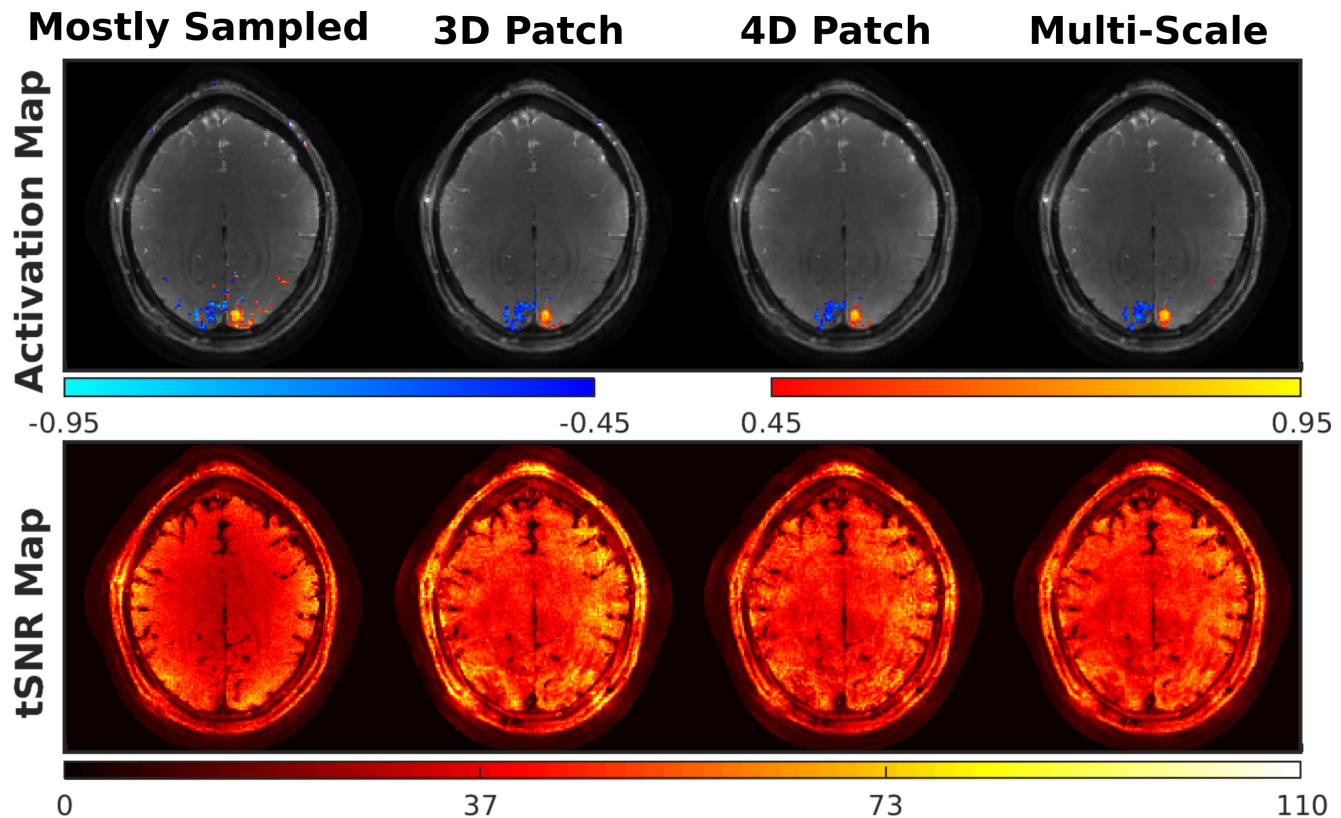 Mostly Sampled 3D Patch 4D Patch Multi-Scale
Activation Map
-0.95 -0.45 0.45 0.95
tSNR Map
0 37 73 110